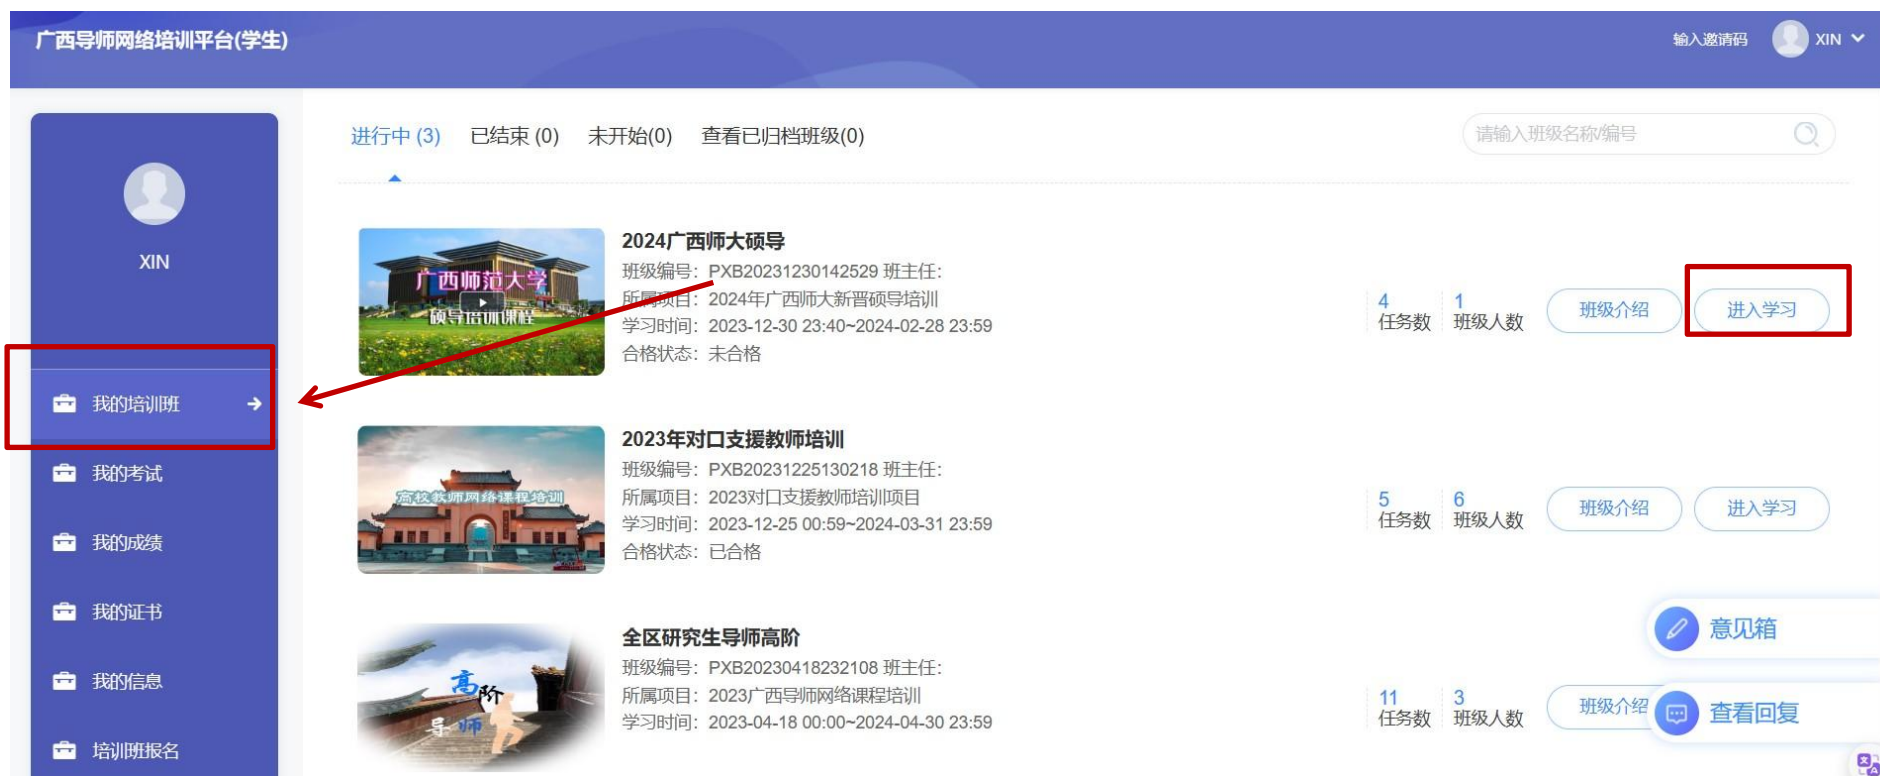 广西导师网络培训平台(学生)
输入邀请码
XIN
XIN
我的培训班
我的考试
我的成绩
我的证书
我的信息
培训班报名
进行中 (3) 已结束 (0) 未开始(0) 查看已归档班级(0)
请输入班级名称/编号
广西师范大学
硕导培训课程
2024广西师大硕导
班级编号：PXB20231230142529 班主任：
所属项目：2024年广西师大新晋硕导培训
学习时间：2023-12-30 23:40~2024-02-28 23:59
合格状态：未合格
4 1
任务数 班级人数
班级介绍
进入学习
高校教师网络课程培训
2023年对口支援教师培训
班级编号：PXB20231225130218 班主任：
所属项目：2023对口支援教师培训项目
学习时间：2023-12-25 00:59~2024-03-31 23:59
合格状态：已合格
5 6
任务数 班级人数
班级介绍
进入学习
高阶
导师
全区研究生导师高阶
班级编号：PXB20230418232108 班主任：
所属项目：2023广西导师网络课程培训
学习时间：2023-04-18 00:00~2024-04-30 23:59
11 3
任务数 班级人数
班级介绍
意见箱
查看回复